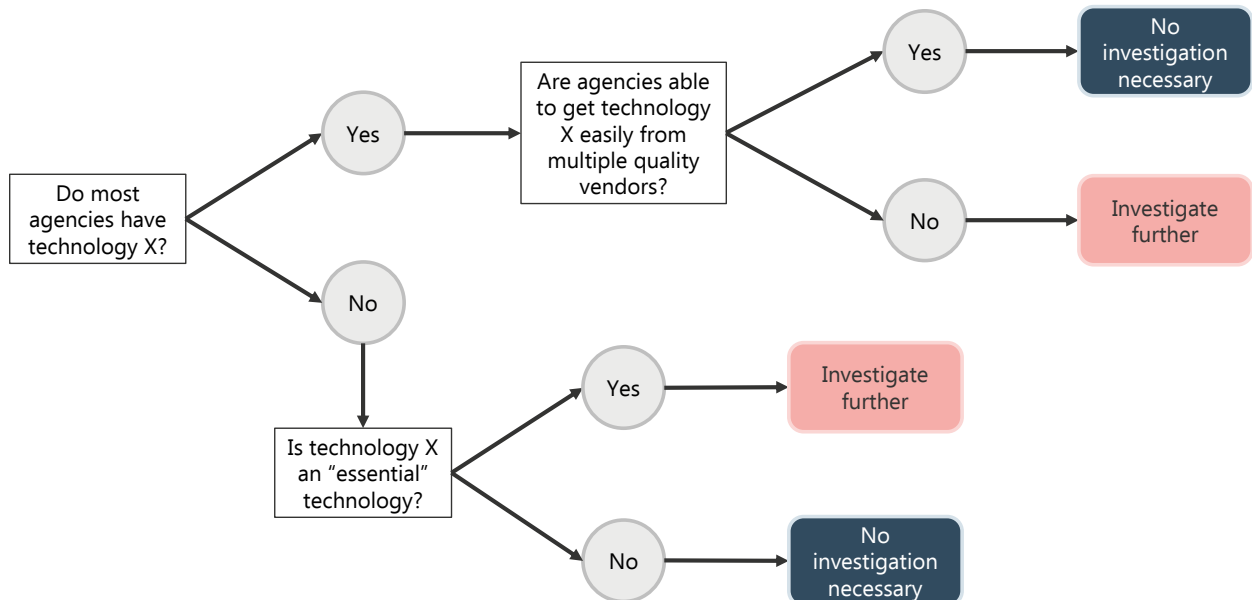 Do most
agencies have
technology X?
Yes
Are agencies able
to get technology
X easily from
multiple quality
vendors?
Yes
No
investigation
necessary
No
Investigate
further
No
Is technology X
an “essential”
technology?
Yes
Investigate
further
No
No
investigation
necessary